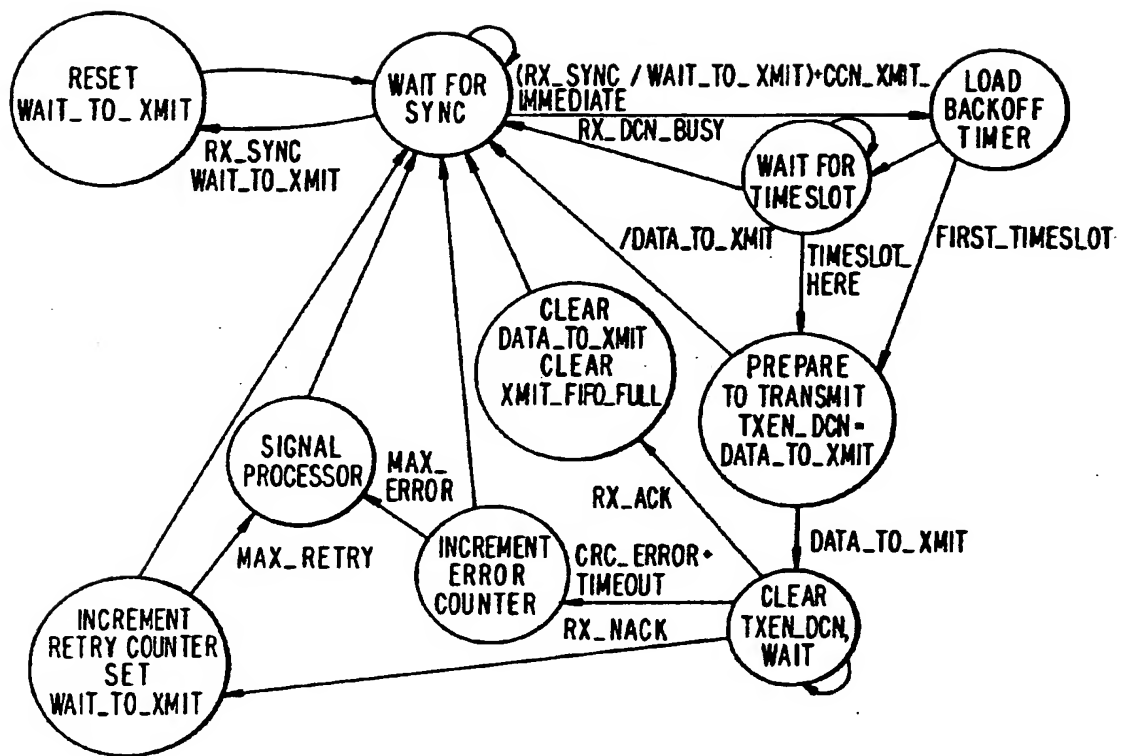 RESET
WAIT_TO_XMIT
WAIT FOR
SYNC
(RX_SYNC / WAIT_TO_XMIT)+CCN_XMIT_
IMMEDIATE
LOAD
BACKOFF
TIMER
RX_SYNC
WAIT_TO_XMIT
RX_DCN_BUSY
WAIT FOR
TIMESLOT
/DATA_TO_XMIT
TIMESLOT_
HERE
FIRST_TIMESLOT
CLEAR
DATA_TO_XMIT
CLEAR
XMIT_FIFO_FULL
PREPARE
TO TRANSMIT
TXEN_DCN=
DATA_TO_XMIT
SIGNAL
PROCESSOR
MAX_
ERROR
RX_ACK
DATA_TO_XMIT
MAX_RETRY
INCREMENT
ERROR
COUNTER
CRC_ERROR+
TIMEOUT
CLEAR
TXEN_DCN,
WAIT
RX_NACK
INCREMENT
RETRY COUNTER
SET
WAIT_TO_XMIT